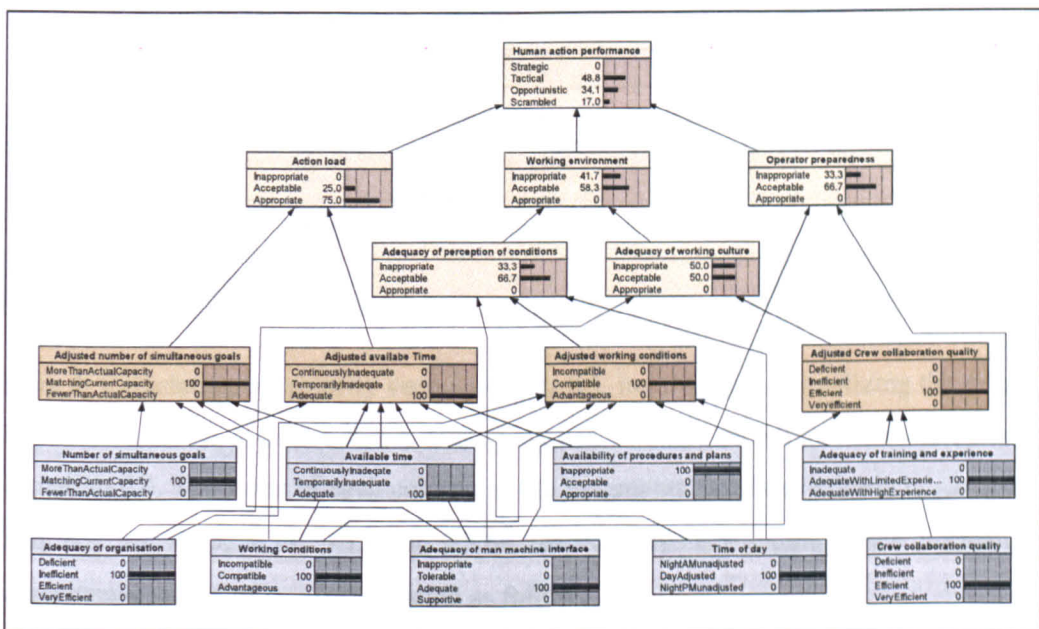 Human action performance
Strategic 0
Tactical 48.8
Opportunistic 34.1
Scrambled 17.0
Action load
Inappropriate 0
Acceptable 25.0
Appropriate 75.0
Working environment
Inappropriate 41.7
Acceptable 58.3
Appropriate 0
Operator preparedness
Inappropriate 33.3
Acceptable 66.7
Appropriate 0
Adequacy of perception of conditions
Inappropriate 33.3
Acceptable 66.7
Appropriate 0
Adequacy of working culture
Inappropriate 50.0
Acceptable 50.0
Appropriate 0
Adjusted number of simultaneous goals
MoreThanActualCapacity 0
MatchingCurrentCapacity 100
FewerThanActualCapacity 0
Adjusted availabe Time
ContinuouslyInadequate 0
TemporarilyInadeqate 0
Adequate 100
Adjusted working conditions
Incompatible 0
Compatible 100
Advantageous 0
Adjusted Crew collaboration quality
Deficient 0
Inefficient 0
Efficient 100
Veryefficient 0
Number of simultaneous goals
MoreThanActualCapacity 0
MatchingCurrentCapacity 100
FewerThanActualCapacity 0
Available time
ContinuouslyInadeqate 0
TemporarilyInadequate 0
Adequate 100
Availability of procedures and plans
Inappropriate 100
Acceptable 0
Appropriate 0
Adequacy of training and experience
Inadequate 0
AdequateWithLimitedExperie... 100
AdequateWithHighExperience 0
Adequacy of organisation
Deficient 0
Inefficient 100
Efficient 0
VeryEfficient 0
Working Conditions
Incompatible 0
Compatible 100
Advantageous 0
Adequacy of man machine interface
Inappropriate 0
Tolerable 0
Adequate 100
Supportive 0
Time of day
NightAMunadjusted 0
DayAdjusted 100
NightPMunadjusted 0
Crew collaboration quality
Deficient 0
Inefficient 0
Efficient 100
VeryEfficient 0